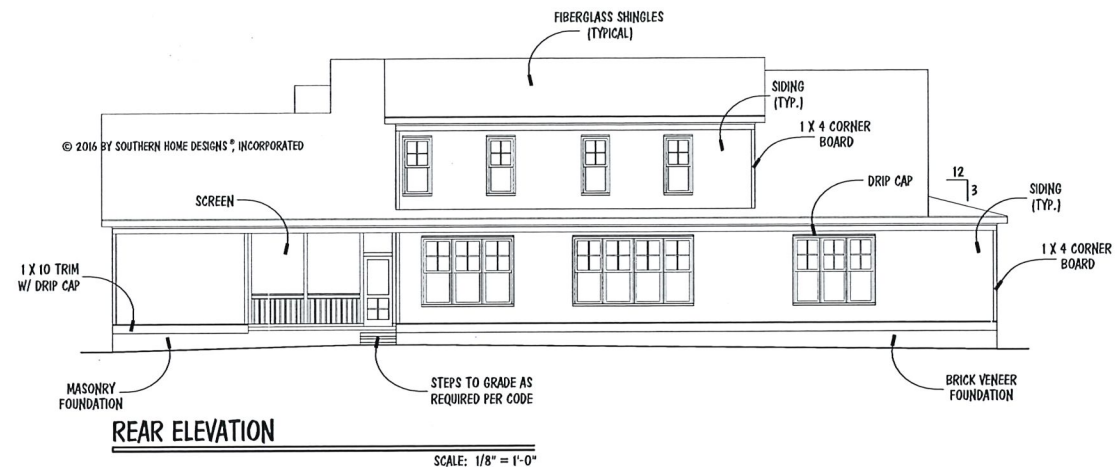 FIBERGLASS SHINGLES
(TYPICAL)
SIDING
(TYP.)
1 X 4 CORNER
BOARD
© 2016 BY SOUTHERN HOME DESIGNS®, INCORPORATED
DRIP CAP
12
3
SIDING
(TYP.)
SCREEN
1 X 4 CORNER
BOARD
1 X 10 TRIM
W/ DRIP CAP
MASONRY
FOUNDATION
STEPS TO GRADE AS
REQUIRED PER CODE
BRICK VENEER
FOUNDATION
REAR ELEVATION
SCALE: 1/8" = 1'-0"